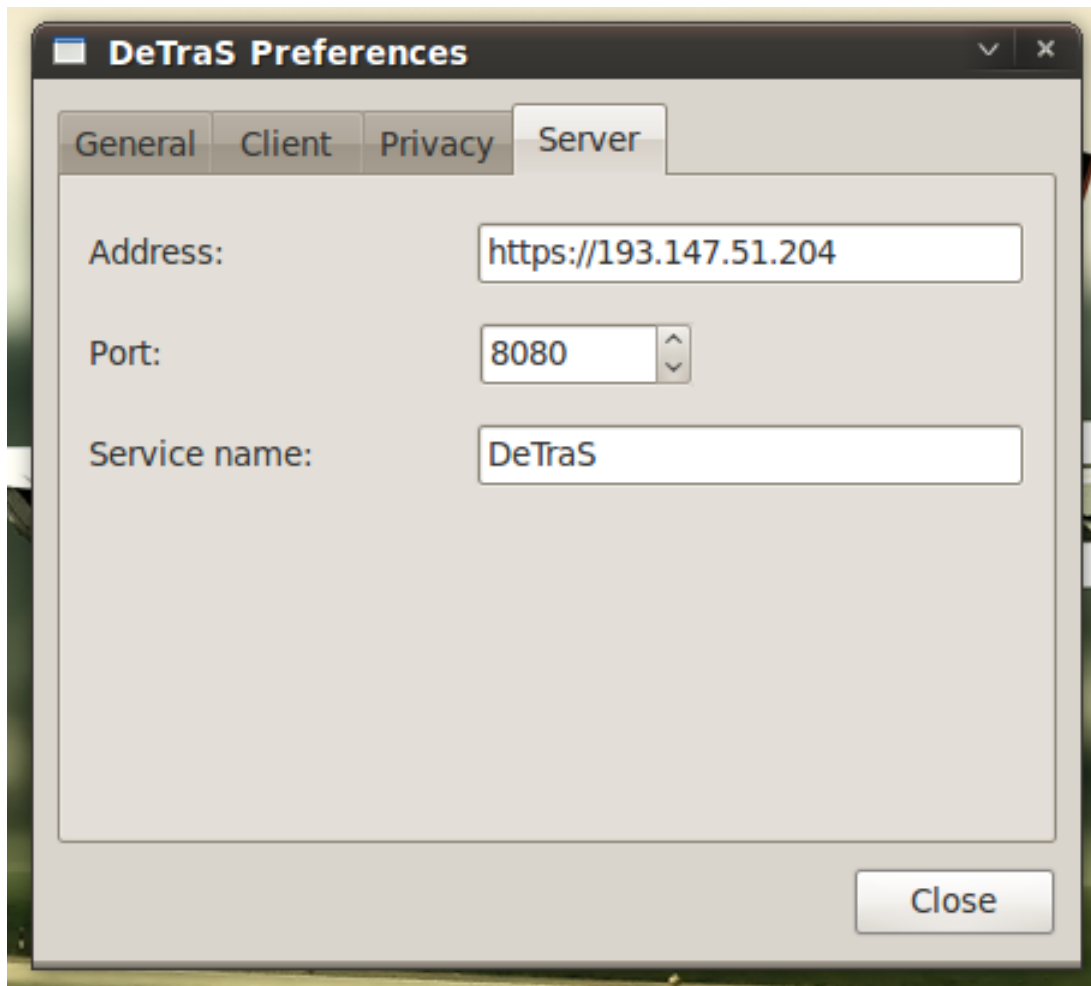 DeTraS Preferences
General Client Privacy Server
Address: https://193.147.51.204
Port: 8080
Service name: DeTraS
Close